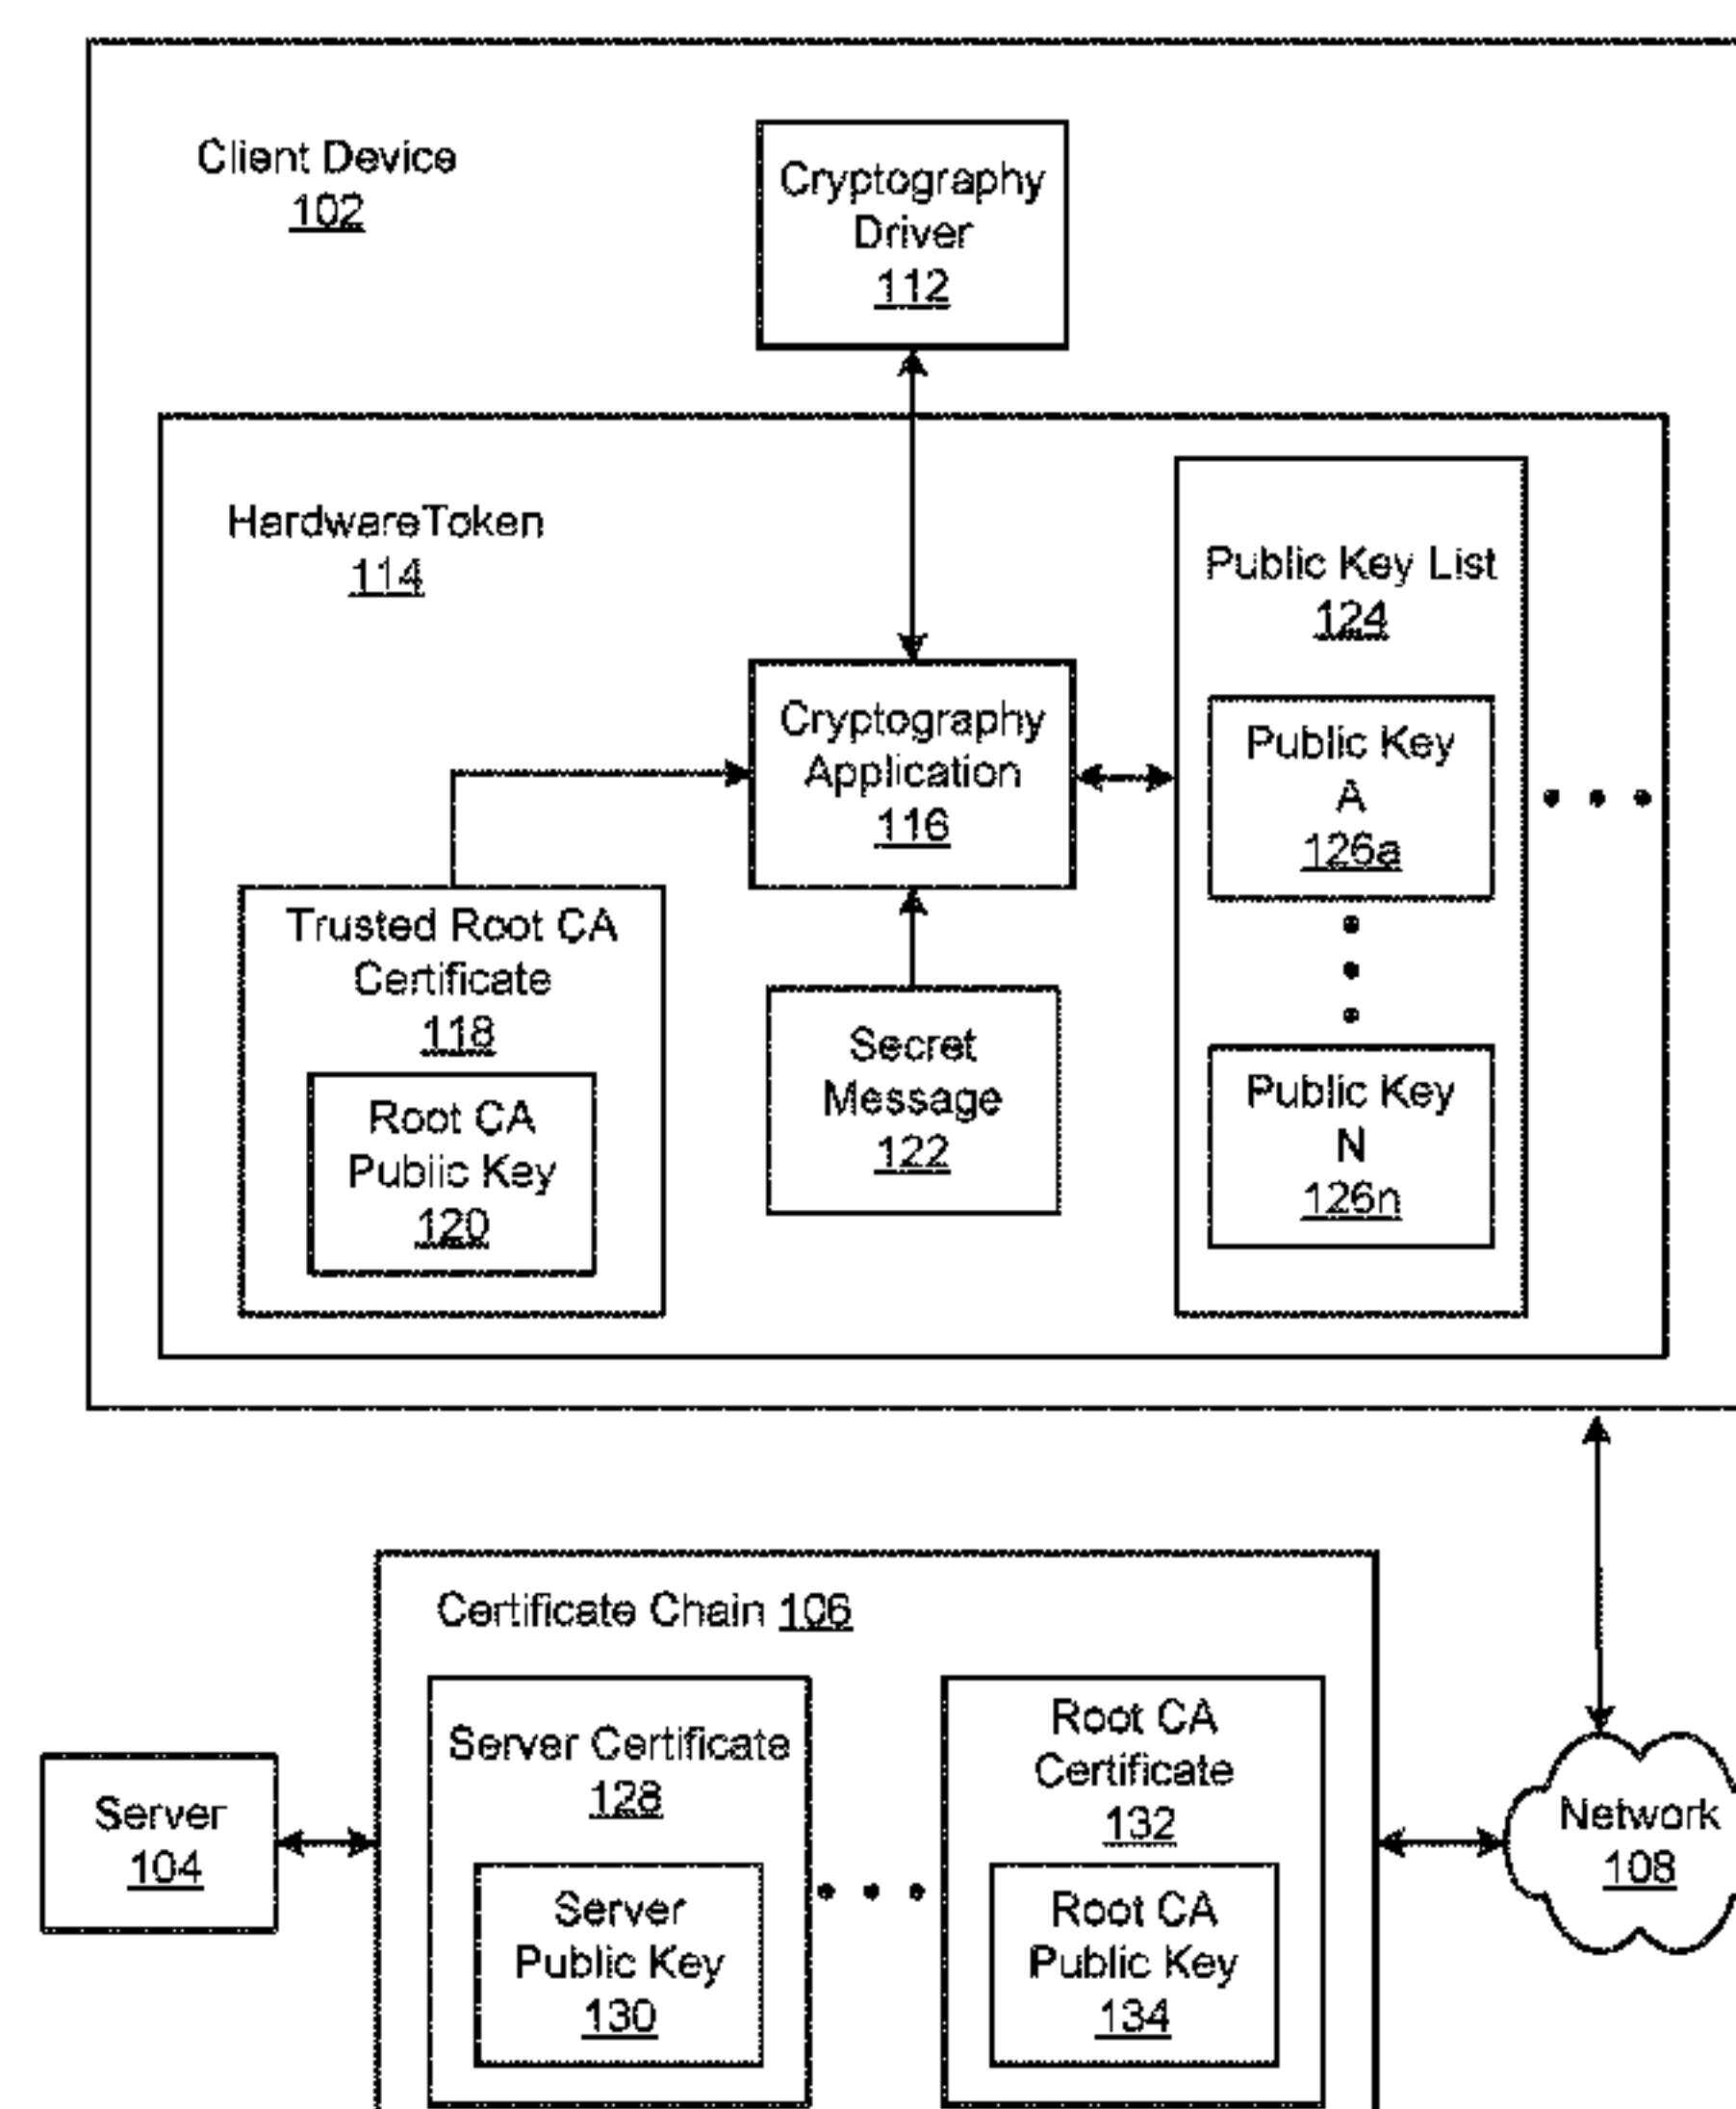 Client Device
102
Cryptography
Driver
112
HardwareToken
114
Public Key List
124
Cryptography
Application
116
Public Key
A
126a
Trusted Root CA
Certificate
118
Root CA
Public Key
120
Secret
Message
122
Public Key
N
126n
Certificate Chain 106
Server
104
Server Certificate
128
Server
Public Key
130
Root CA
Certificate
132
Root CA
Public Key
134
Network
108